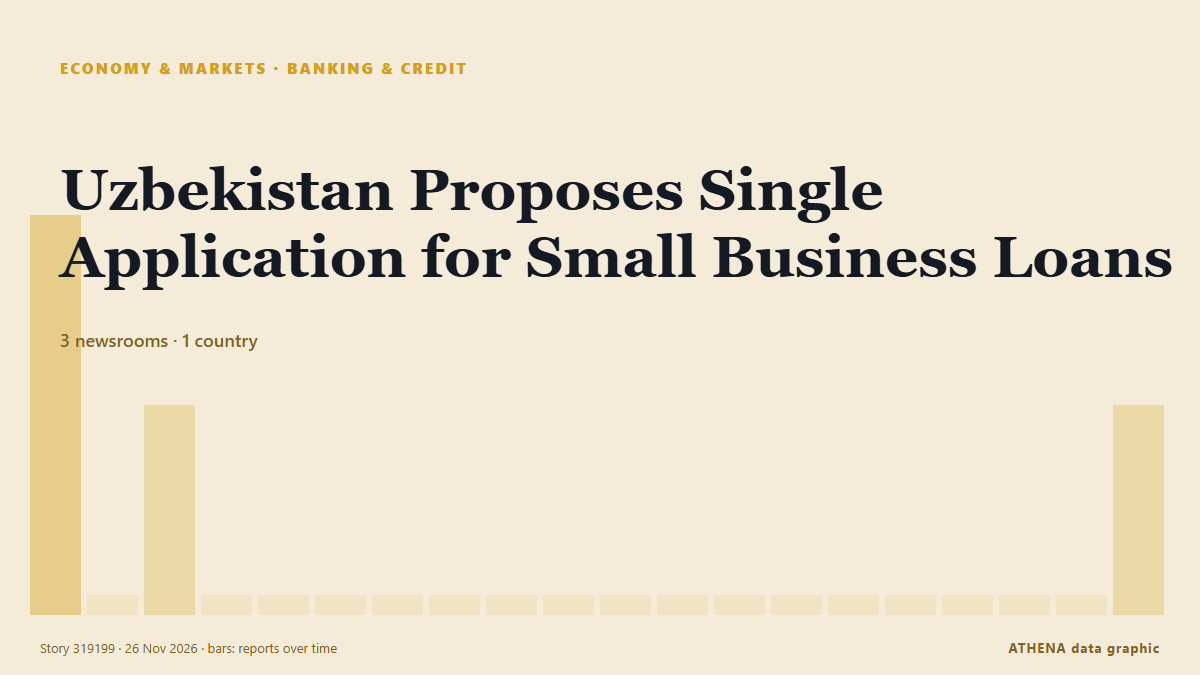 ECONOMY & MARKETS · BANKING & CREDIT
Uzbekistan Proposes Single
Application for Small Business Loans
3 newsrooms · 1 country
Story 319199 · 26 Nov 2026 · bars: reports over time
ATHENA data graphic